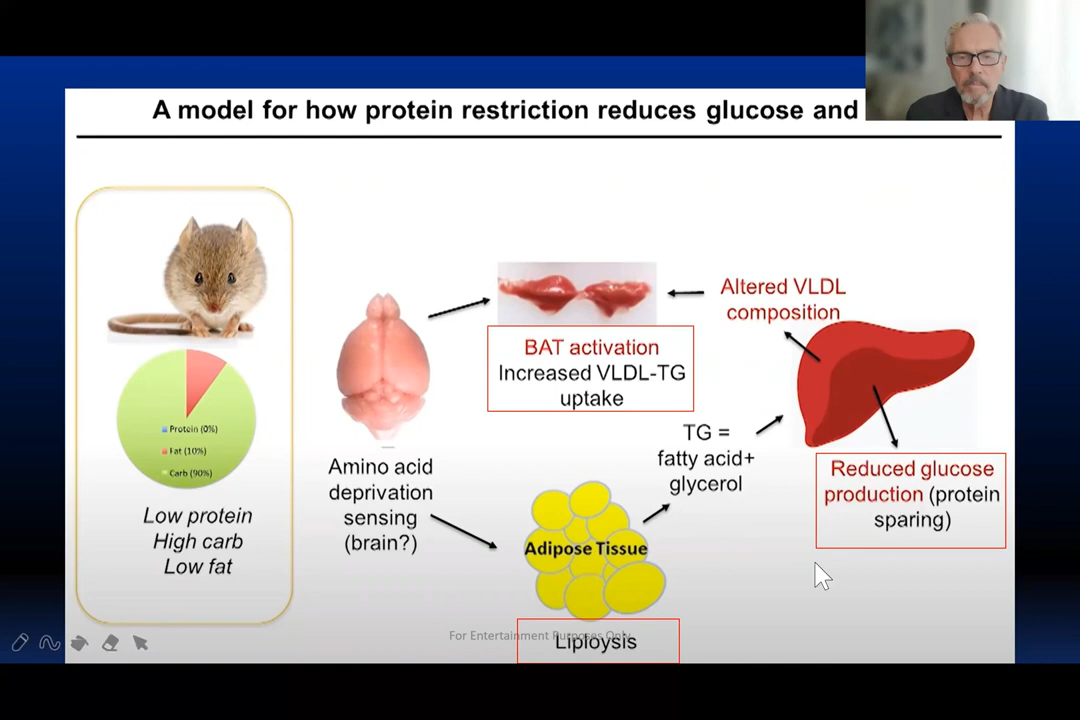 A model for how protein restriction reduces glucose and
Protein (0%)
Fat (10%)
Carb (90%)
Low protein
High carb
Low fat
Amino acid
deprivation
sensing
(brain?)
BAT activation
Increased VLDL-TG
uptake
Altered VLDL
composition
TG =
fatty acid+
glycerol
Reduced glucose
production (protein
sparing)
Adipose Tissue
For Entertainment Purposes Only
Liploysis